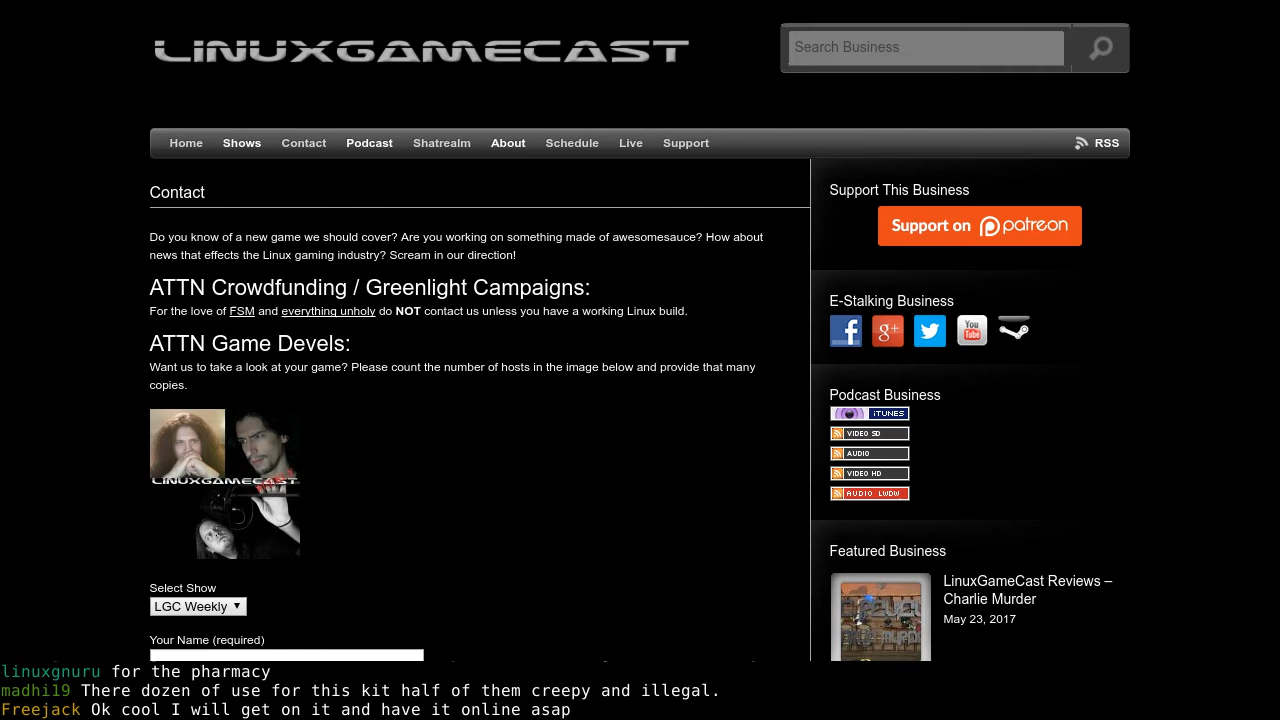 LINUXGAMECAST
Search Business
Home Shows Contact Podcast Shatrealm About Schedule Live Support RSS
Contact
Do you know of a new game we should cover? Are you working on something made of awesomesauce? How about
news that effects the Linux gaming industry? Scream in our direction!
ATTN Crowdfunding / Greenlight Campaigns:
For the love of FSM and everything unholy do NOT contact us unless you have a working Linux build.
ATTN Game Devels:
Want us to take a look at your game? Please count the number of hosts in the image below and provide that many
copies.
LINUXGAMECAST
Select Show
LGC Weekly
Your Name (required)
Support This Business
Support on patreon
E-Stalking Business
f
g+
You
Tube
Podcast Business
iTUNES
VIDEO SD
AUDIO
VIDEO HD
AUDIO LWDW
Featured Business
LinuxGameCast Reviews –
Charlie Murder
May 23, 2017
linuxgnuru for the pharmacy
madhi19 There dozen of use for this kit half of them creepy and illegal.
Freejack Ok cool I will get on it and have it online asap